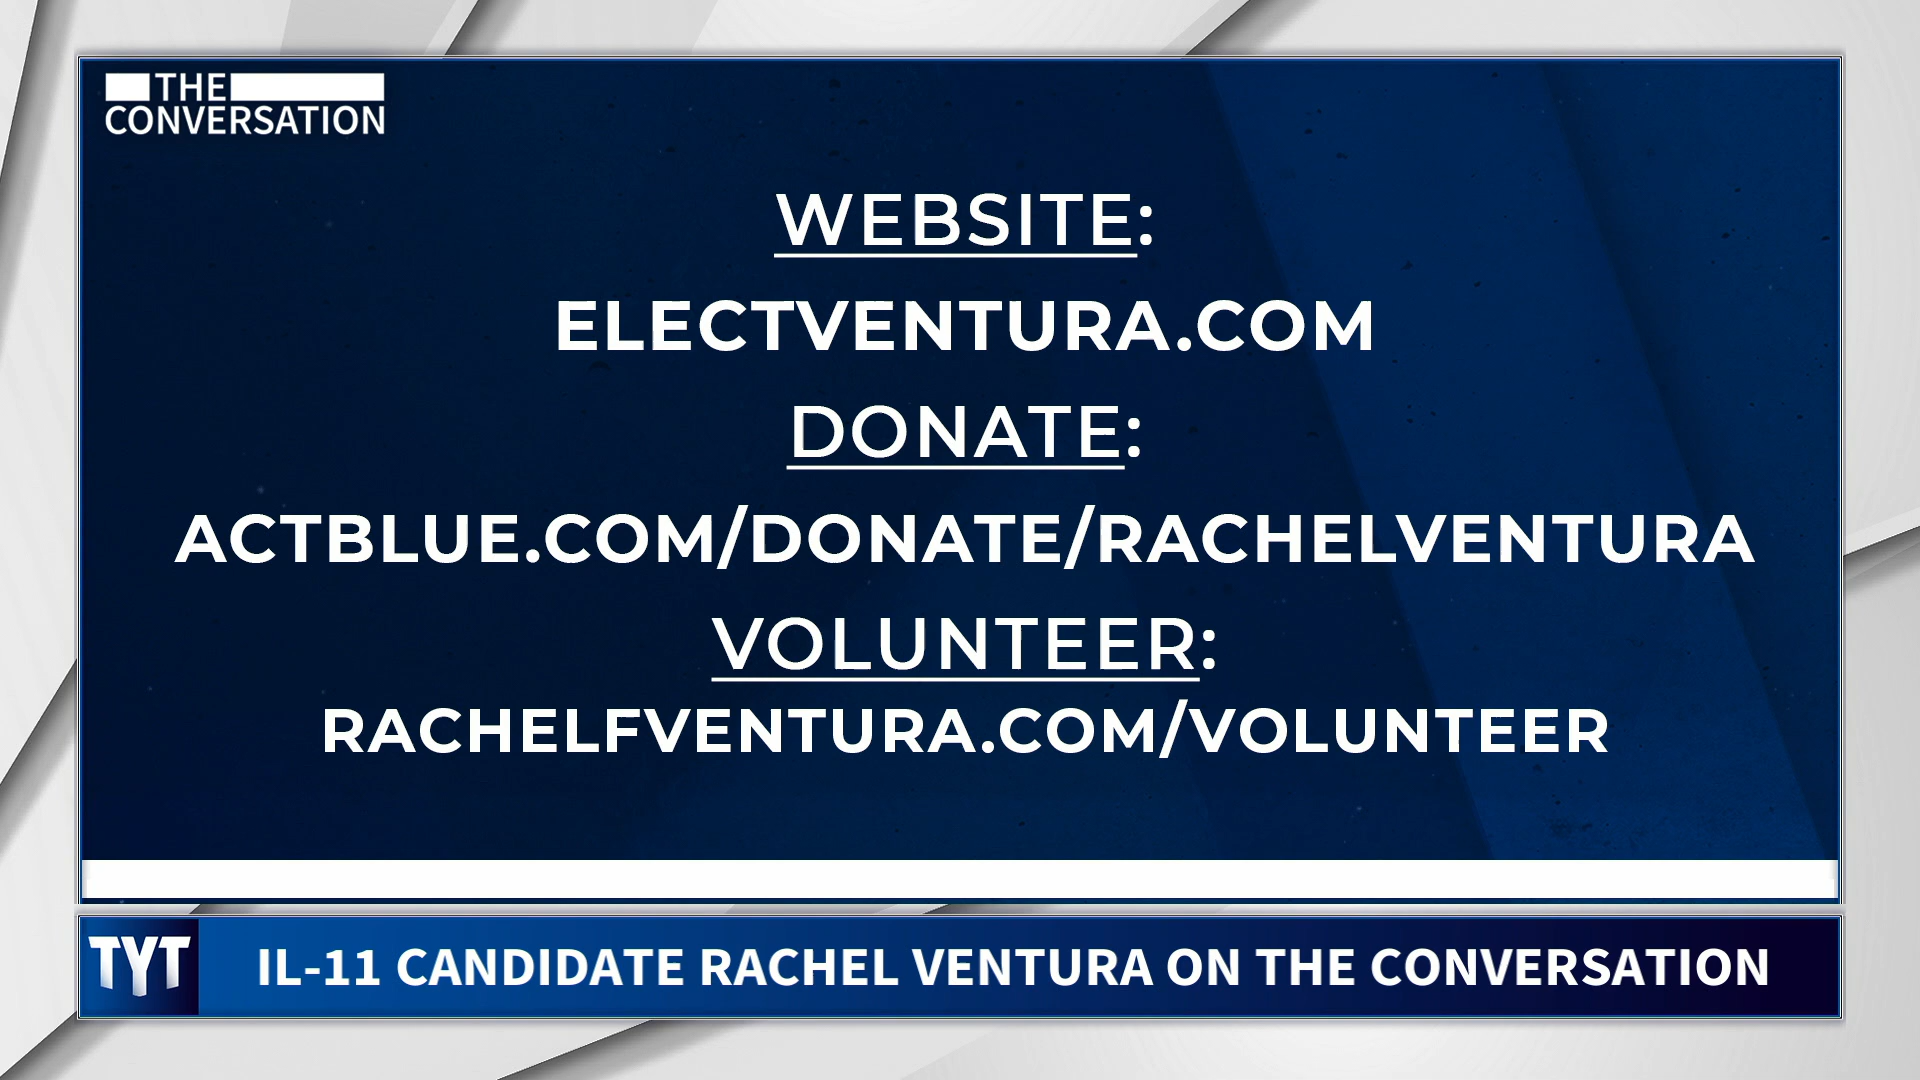 THE
CONVERSATION
WEBSITE:
ELECTVENTURA.COM
DONATE:
ACTBLUE.COM/DONATE/RACHELVENTURA
VOLUNTEER:
RACHELFVENTURA.COM/VOLUNTEER
TYT
IL-11 CANDIDATE RACHEL VENTURA ON THE CONVERSATION